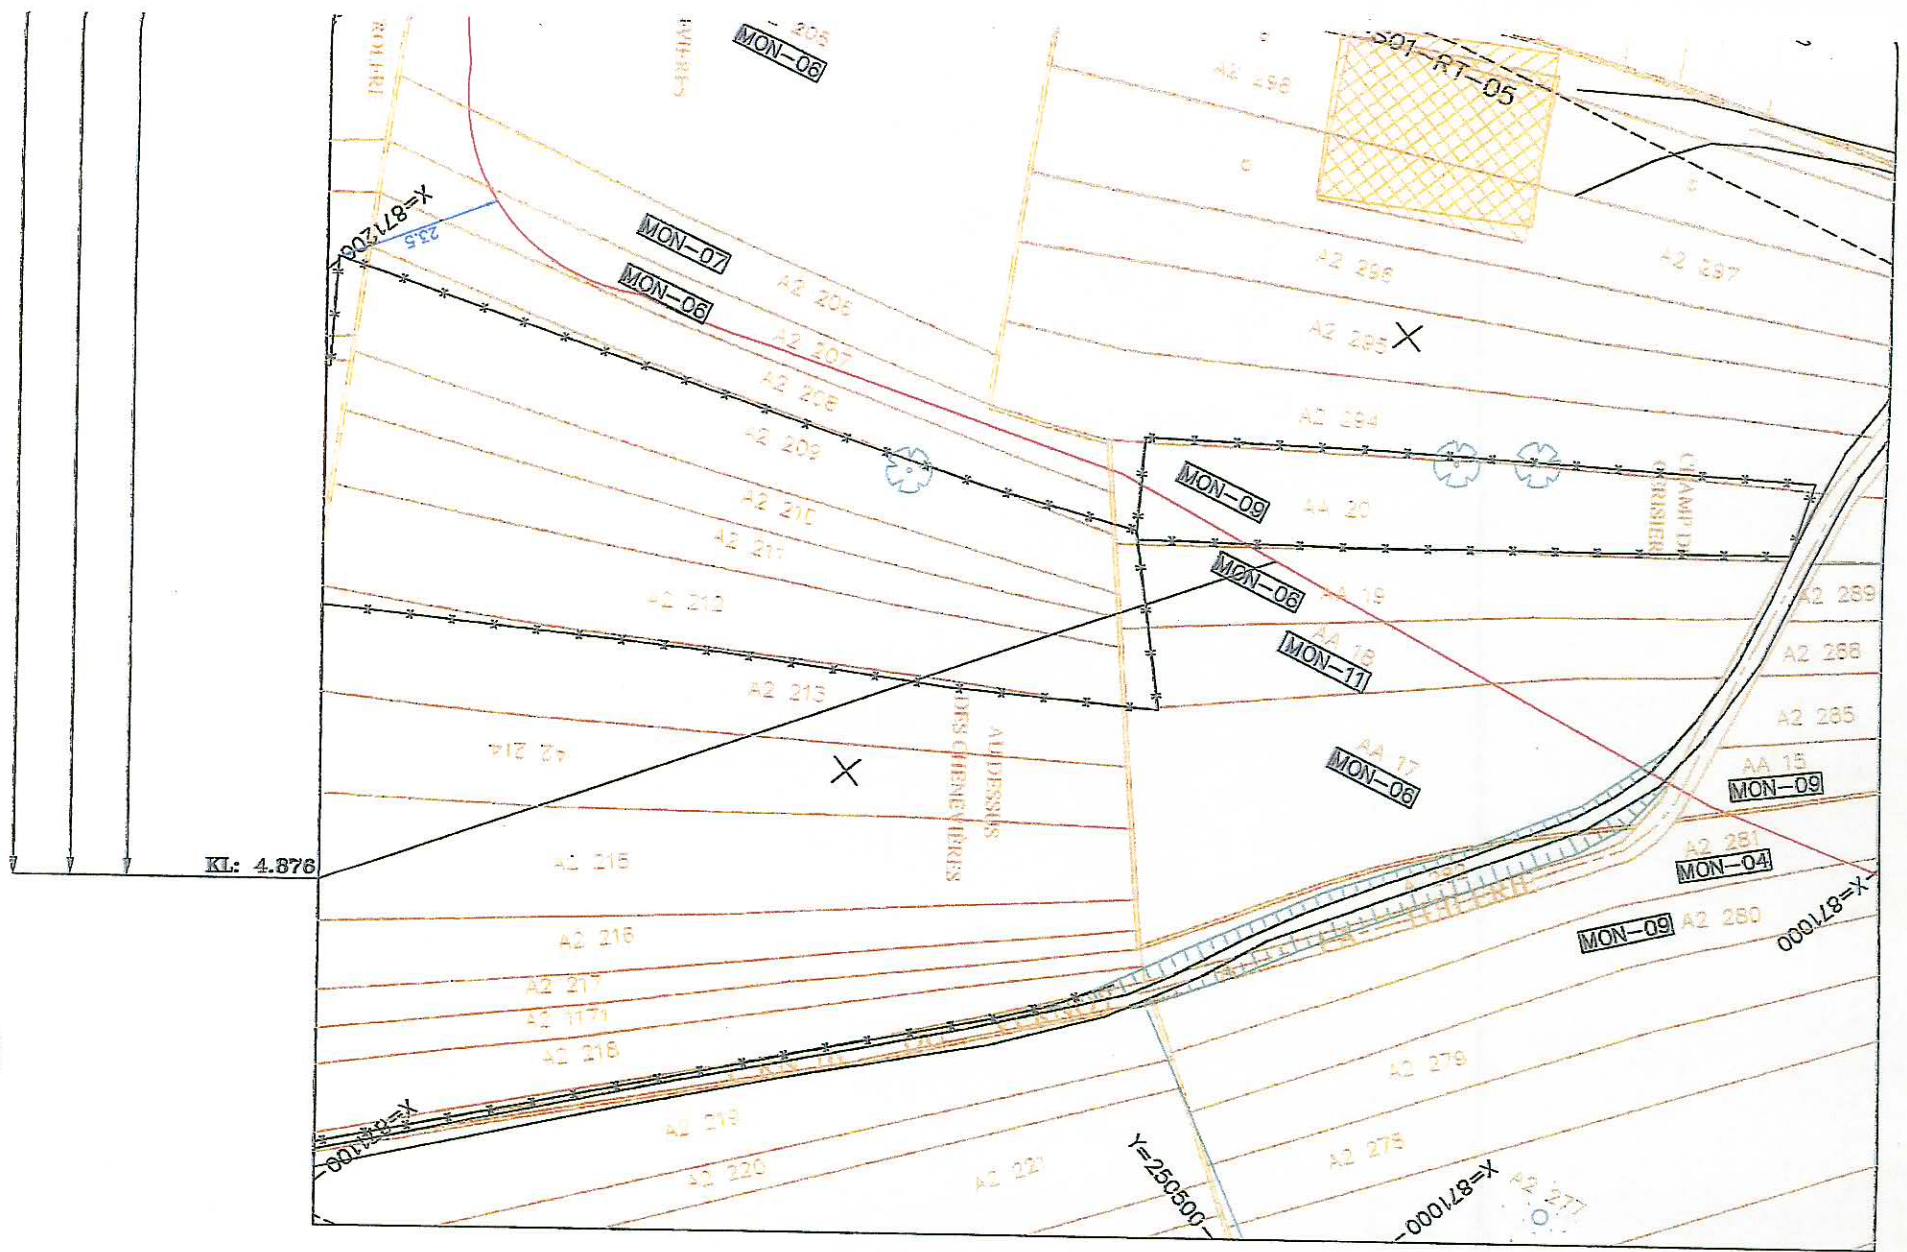 A2 205
MON-06
A2 298
S01-RT-05
X=871200
23.5
MON-07
MON-06
A2 206
A2 207
A2 208
A2 209
A2 210
A2 211
A2 212
A2 213
A2 214
A2 215
A2 216
A2 217
A2 1171
A2 218
A2 219
A2 220
A2 221
A2 296
A2 297
A2 295
A2 294
MON-09
AA 20
CHAMP DU
CERISIER
MON-06
AA 19
AA 18
MON-11
AA 17
MON-06
A2 289
A2 288
A2 285
AA 15
MON-09
A2 281
MON-04
MON-09
A2 280
X=871000
AU DESSUS
DES CHENEVIERES
KL: 4.876
X=871100
A2 279
A2 278
A2 277
Y=250500
X=871000